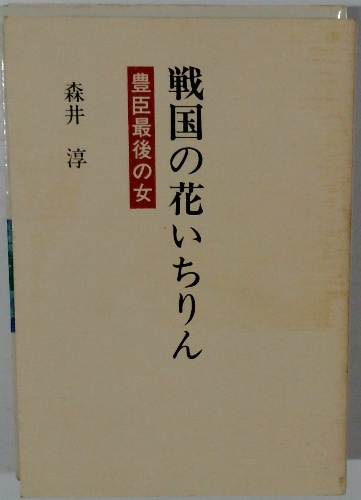 戦国の花いちりん
豊臣最後の女
森井 淳